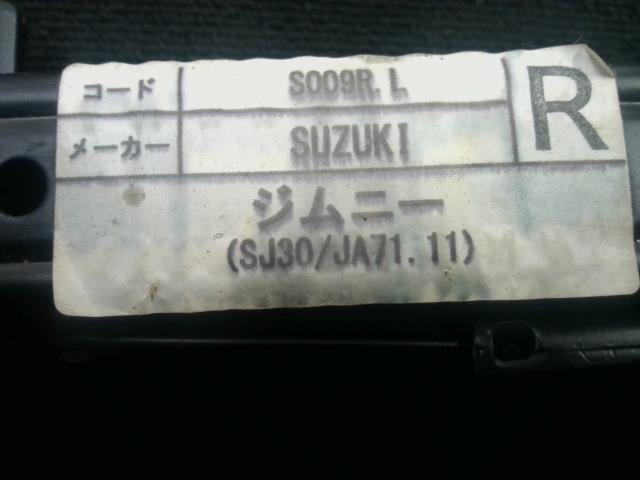 コード S009R.L R
メーカー SUZUKI
ジムニー
(SJ30/JA71.11)